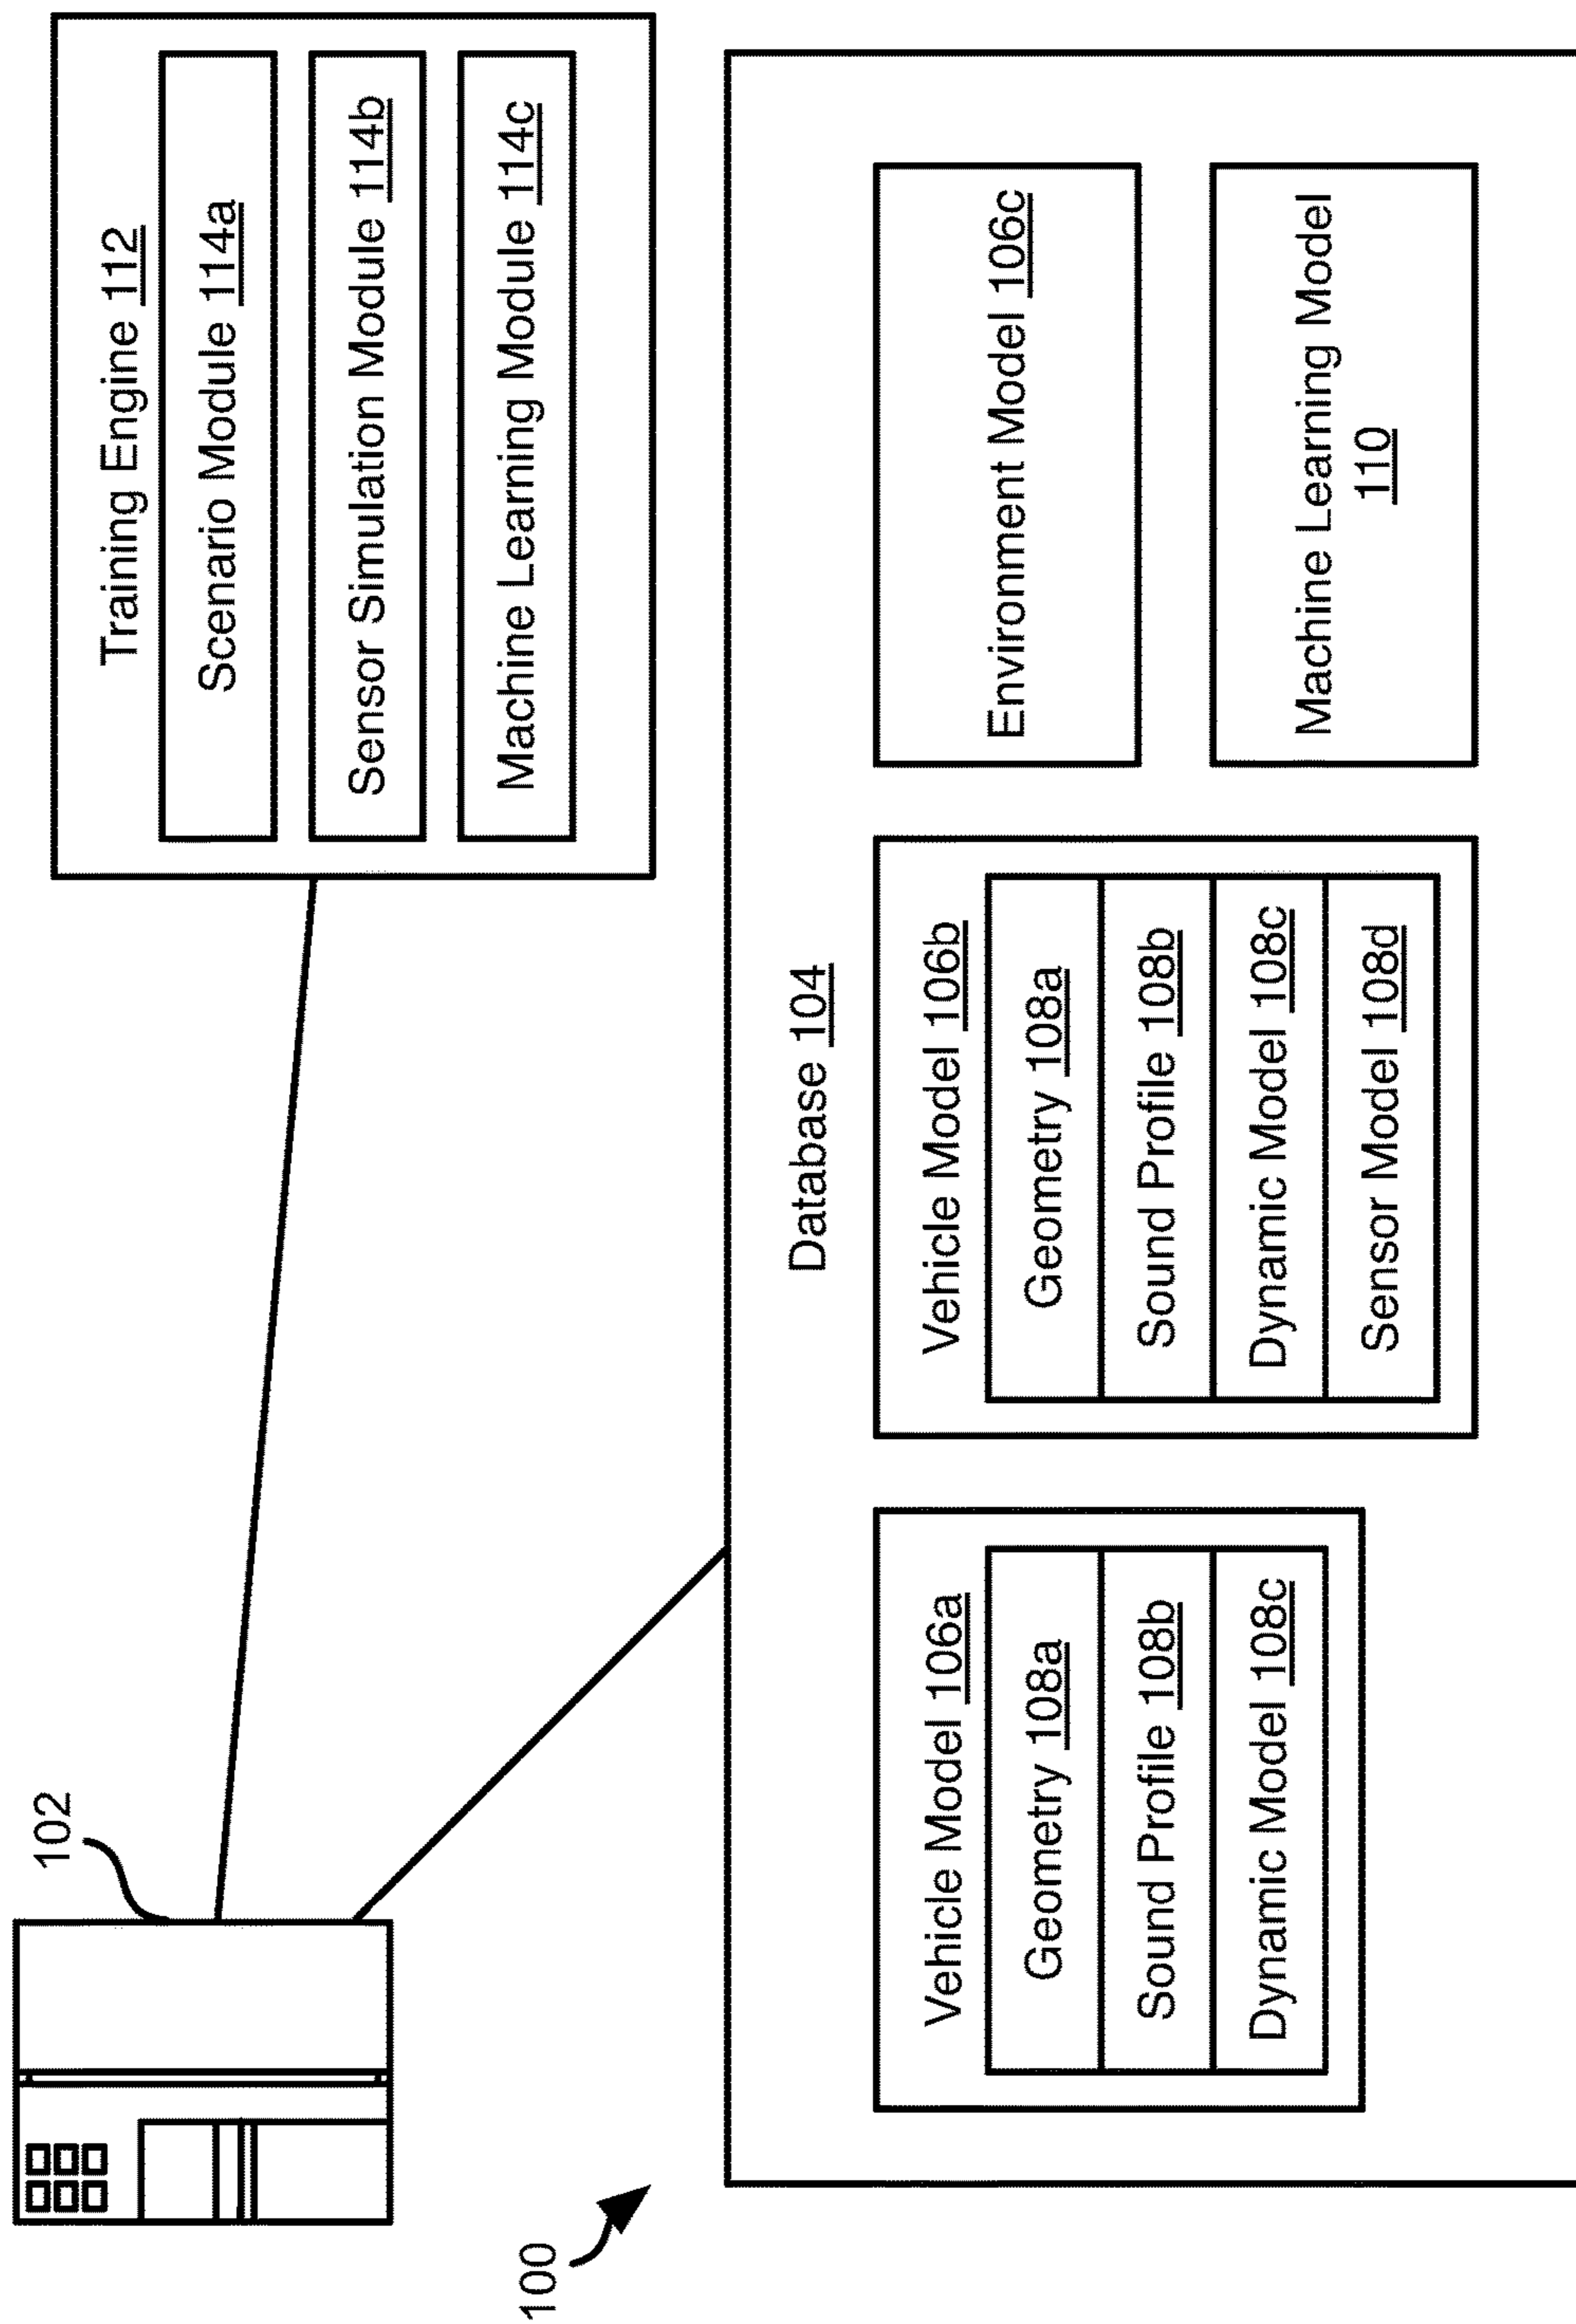 102
100
Training Engine 112
Scenario Module 114a
Sensor Simulation Module 114b
Machine Learning Module 114c
Database 104
Vehicle Model 106a
Geometry 108a
Sound Profile 108b
Dynamic Model 108c
Vehicle Model 106b
Geometry 108a
Sound Profile 108b
Dynamic Model 108c
Sensor Model 108d
Environment Model 106c
Machine Learning Model
110